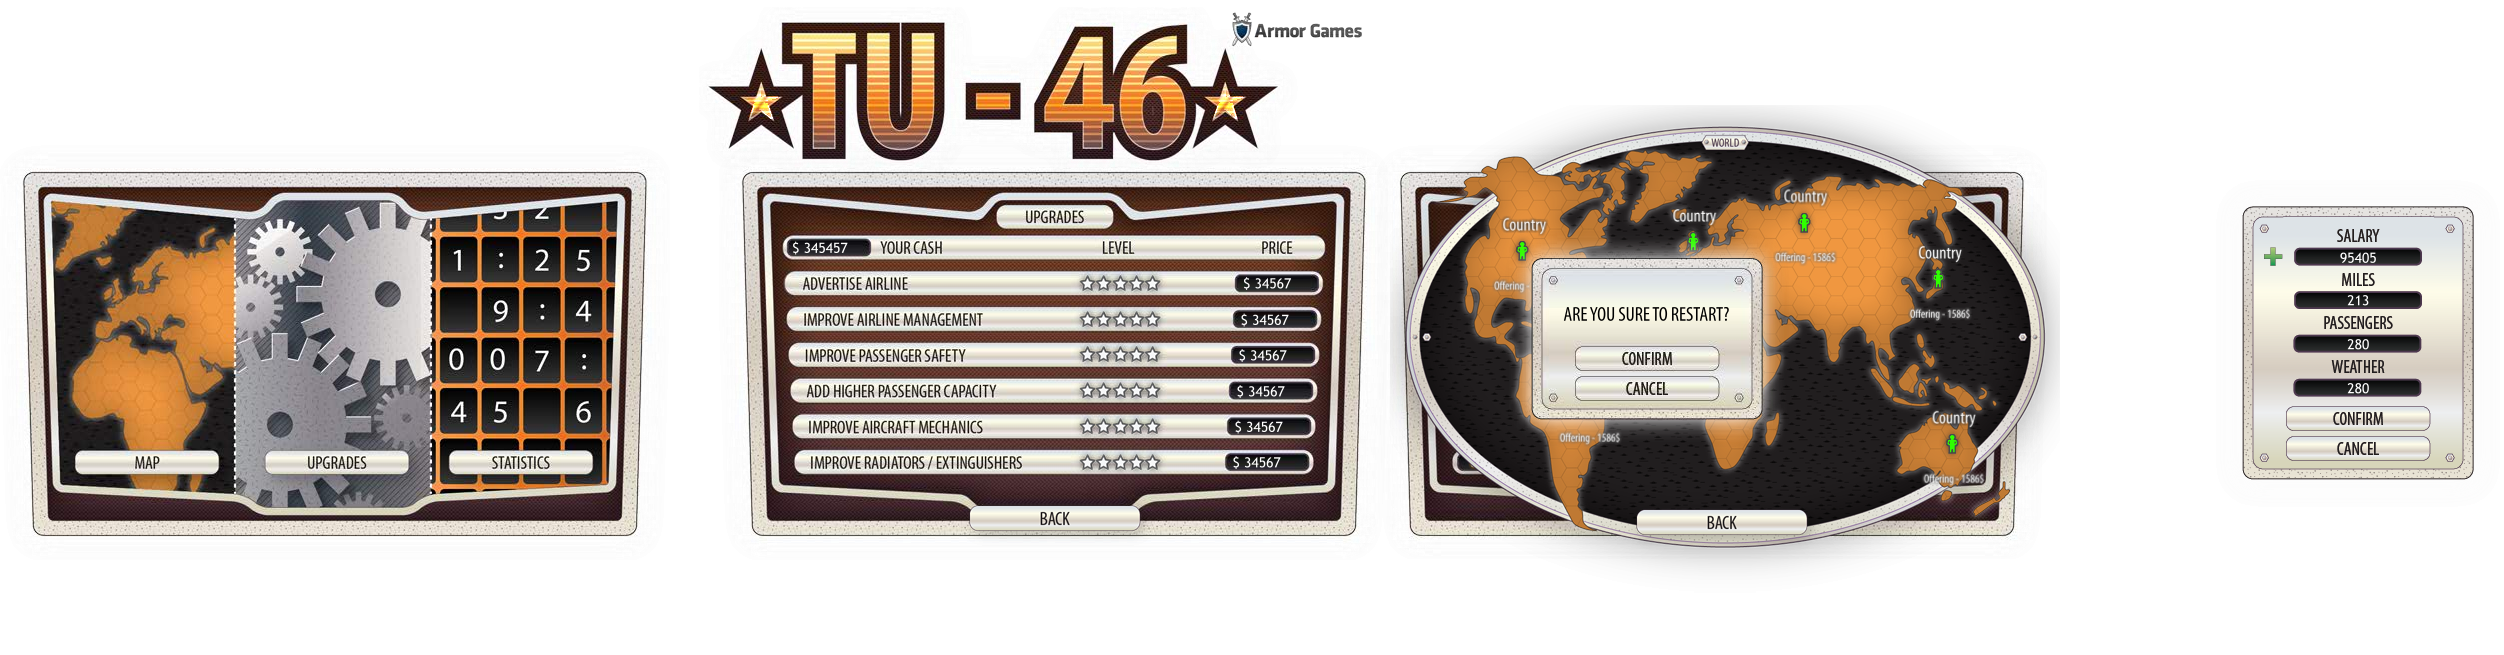 TU - 46
Armor Games
3 2
1 : 2 5
9 : 4
0 0 7 :
4 5 6
MAP
UPGRADES
STATISTICS
UPGRADES
$ 345457 YOUR CASH LEVEL PRICE
ADVERTISE AIRLINE $ 34567
IMPROVE AIRLINE MANAGEMENT $ 34567
IMPROVE PASSENGER SAFETY $ 34567
ADD HIGHER PASSENGER CAPACITY $ 34567
IMPROVE AIRCRAFT MECHANICS $ 34567
IMPROVE RADIATORS / EXTINGUISHERS $ 34567
BACK
WORLD
Country
Offering -
Country
Country
Offering - 1586$
Country
Offering - 1586$
ARE YOU SURE TO RESTART?
CONFIRM
CANCEL
Offering - 1586$
Country
Offering - 1586$
BACK
SALARY
95405
MILES
213
PASSENGERS
280
WEATHER
280
CONFIRM
CANCEL